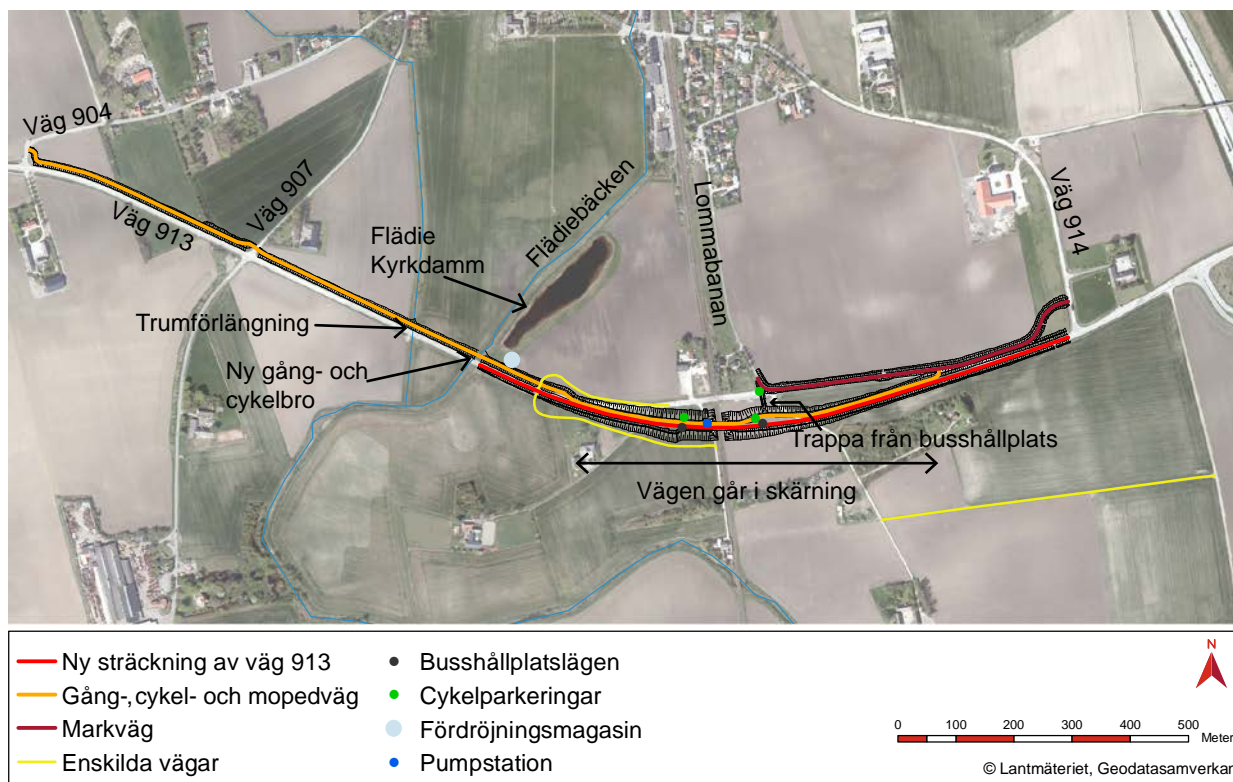 Väg 904
Väg 913
Väg 907
Flädie
Kyrkdamm
Flädiebäcken
Lommabanan
Väg 914
Trumförlängning
Ny gång- och
cykelbro
Trappa från busshållplats
Vägen går i skärning
Ny sträckning av väg 913
Gång-, cykel- och mopedväg
Markväg
Enskilda vägar
Busshållplatslägen
Cykelparkeringar
Fördröjningsmagasin
Pumpstation
N
0 100 200 300 400 500
Meter
© Lantmäteriet, Geodatasamverkan